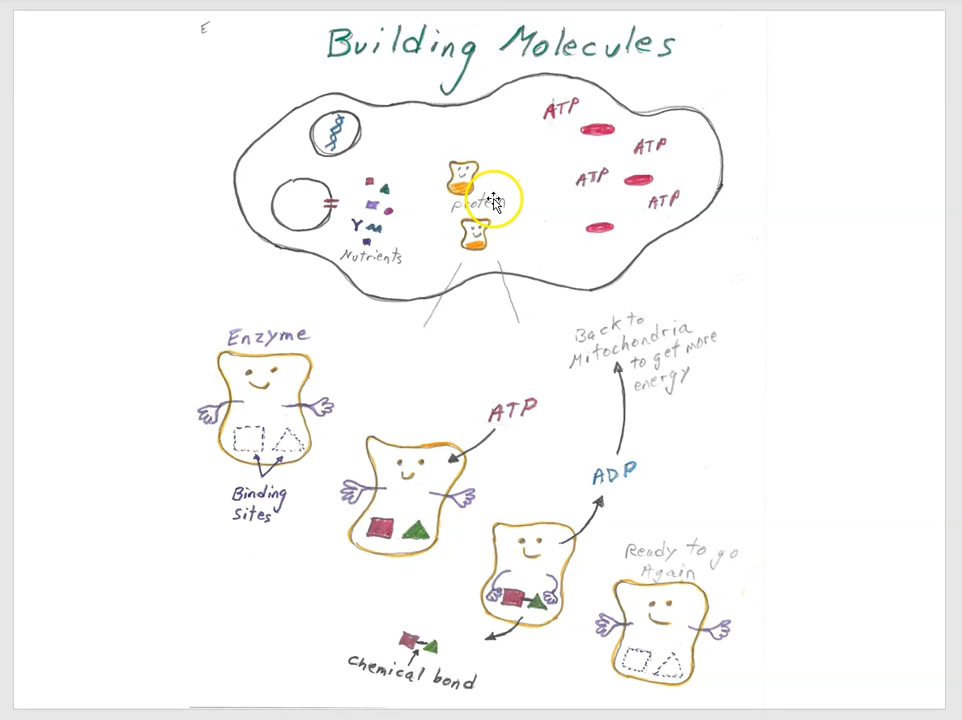 E
Building Molecules
ATP
ATP
ATP
ATP
protein
Nutrients
Enzyme
Back to
Mitochondria
to get more
energy
ATP
ADP
Binding
sites
Ready to go
Again
chemical bond